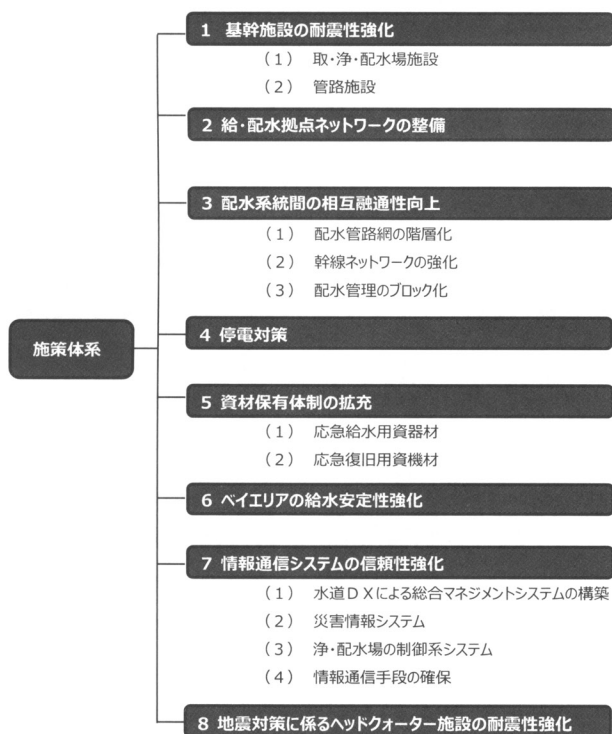 1 基幹施設の耐震性強化
（１） 取・浄・配水場施設
（２） 管路施設
2 給・配水拠点ネットワークの整備
3 配水系統間の相互融通性向上
（１） 配水管路網の階層化
（２） 幹線ネットワークの強化
（３） 配水管理のブロック化
施策体系
4 停電対策
5 資材保有体制の拡充
（１） 応急給水用資器材
（２） 応急復旧用資機材
6 ベイエリアの給水安定性強化
7 情報通信システムの信頼性強化
（１） 水道ＤＸによる総合マネジメントシステムの構築
（２） 災害情報システム
（３） 浄・配水場の制御系システム
（４） 情報通信手段の確保
8 地震対策に係るヘッドクォーター施設の耐震性強化